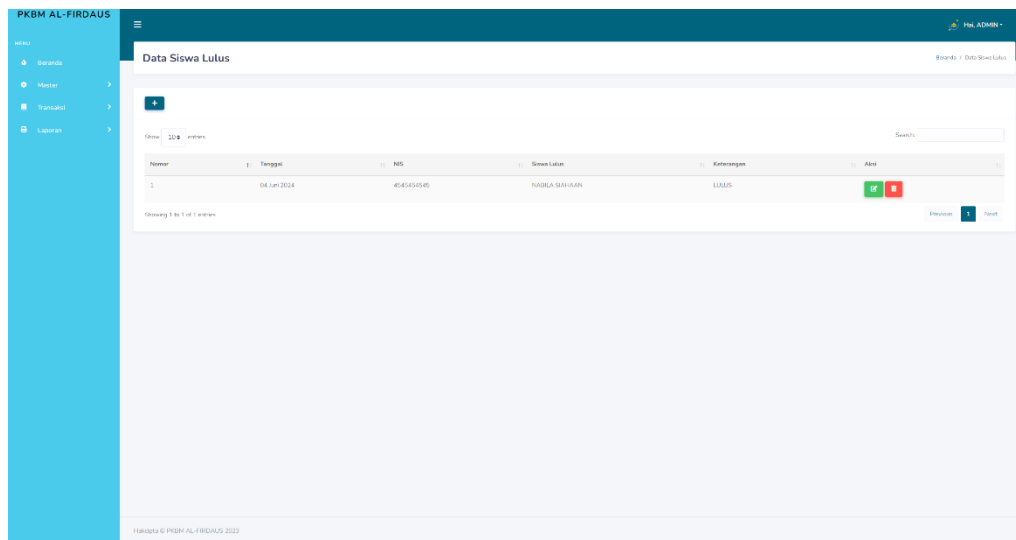 PKBM AL-FIRDAUS
Hai, ADMIN
MENU
Beranda
Master
Transaksi
Laporan
Data Siswa Lulus
Beranda / Data Siswa Lulus
+
Show 10 entries
Search:
Nomor Tanggal NIS Siswa Lulus Keterangan Aksi
1 04 Juni 2024 4545454545 NABILA SIAHAAN LULUS
Showing 1 to 1 of 1 entries
Previous 1 Next
Hakcipta © PKBM AL-FIRDAUS 2023